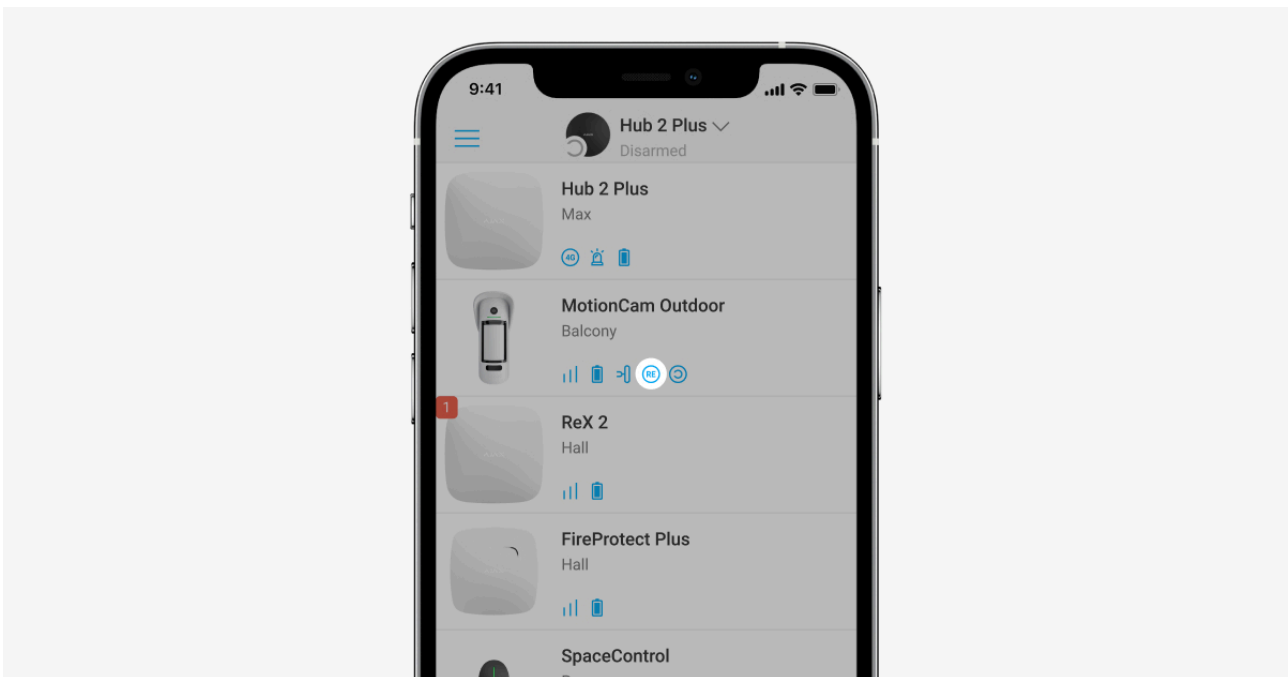 9:41
Hub 2 Plus
Disarmed
Hub 2 Plus
Max
4G
MotionCam Outdoor
Balcony
RE
1
ReX 2
Hall
FireProtect Plus
Hall
SpaceControl